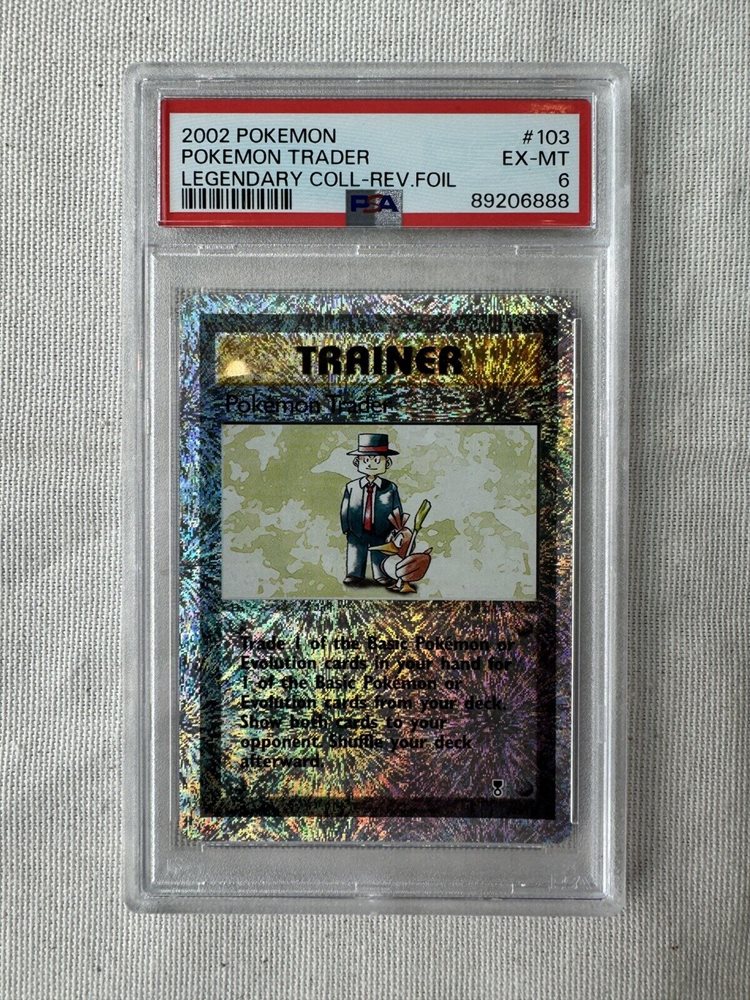 2002 POKEMON #103
POKEMON TRADER EX-MT
LEGENDARY COLL-REV.FOIL 6
PSA 89206888
TRAINER
Pokémon Trader
Trade 1 of the Basic Pokémon or
Evolution cards in your hand for
1 of the Basic Pokémon or
Evolution cards from your deck.
Show both cards to your
opponent. Shuffle your deck
afterward.